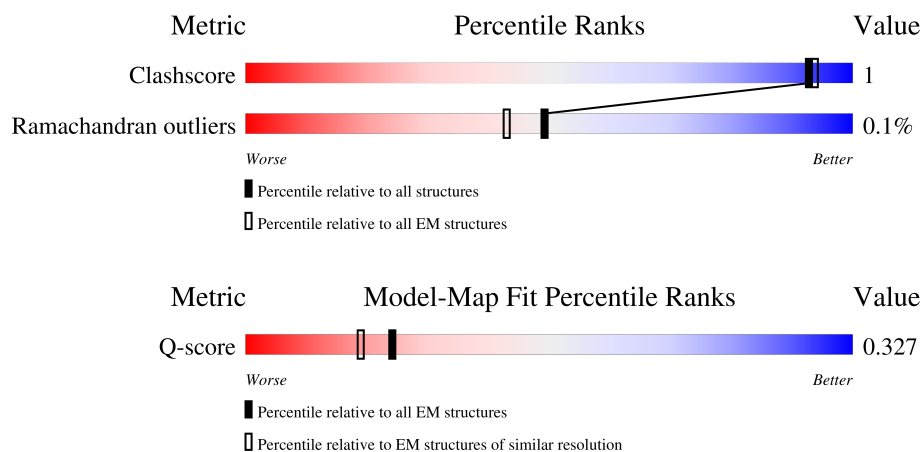 Metric Percentile Ranks Value
Clashscore 1
Ramachandran outliers 0.1%
Worse Better
Percentile relative to all structures
Percentile relative to all EM structures
Metric Model-Map Fit Percentile Ranks Value
Q-score 0.327
Worse Better
Percentile relative to all EM structures
Percentile relative to EM structures of similar resolution